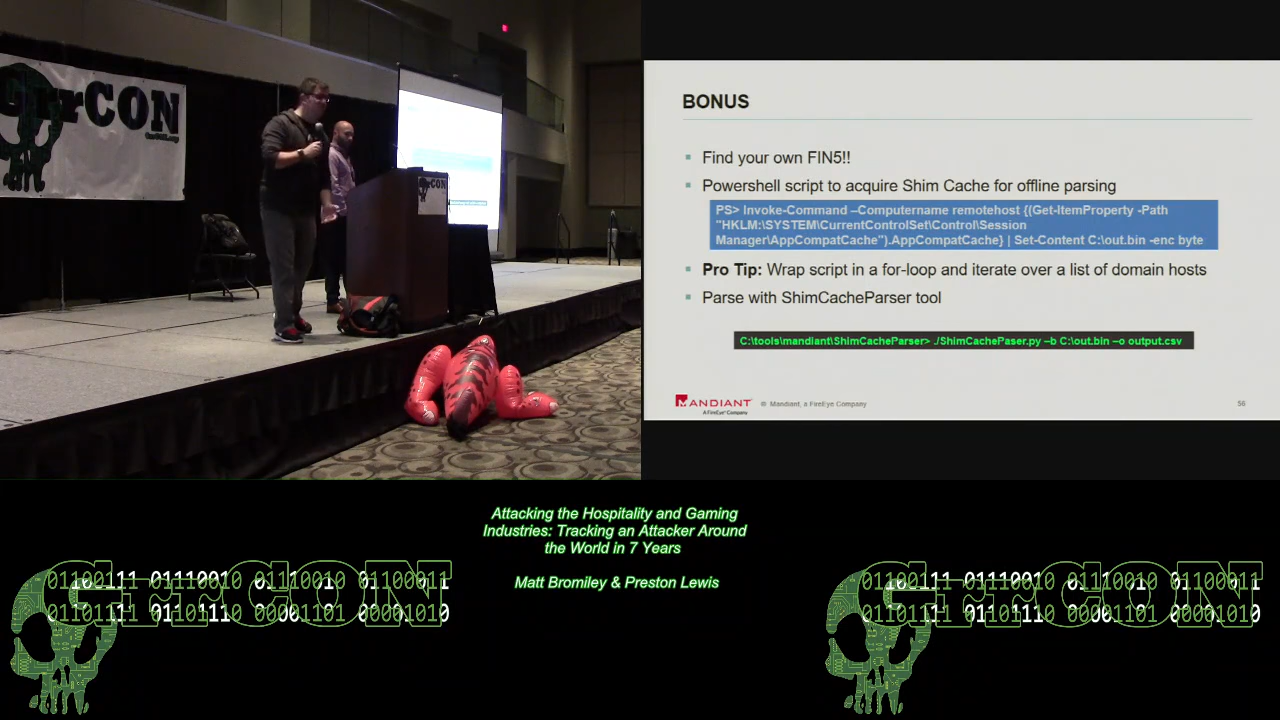 GrrCON
BONUS
Find your own FIN5!!
Powershell script to acquire Shim Cache for offline parsing
PS> Invoke-Command –Computername remotehost {(Get-ItemProperty -Path
"HKLM:\SYSTEM\CurrentControlSet\Control\Session
Manager\AppCompatCache").AppCompatCache} | Set-Content C:\out.bin -enc byte
Pro Tip: Wrap script in a for-loop and iterate over a list of domain hosts
Parse with ShimCacheParser tool
C:\tools\mandiant\ShimCacheParser> ./ShimCachePaser.py –b C:\out.bin –o output.csv
MANDIANT
A FireEye Company
© Mandiant, a FireEye Company
56
Attacking the Hospitality and Gaming
Industries: Tracking an Attacker Around
the World in 7 Years
Matt Bromiley & Preston Lewis
GrrCON
01100111 01110010 01110010 01100011
01101111 01101110 00001101 00001010
GrrCON
01100111 01110010 01110010 01100011
01101111 01101110 00001101 00001010